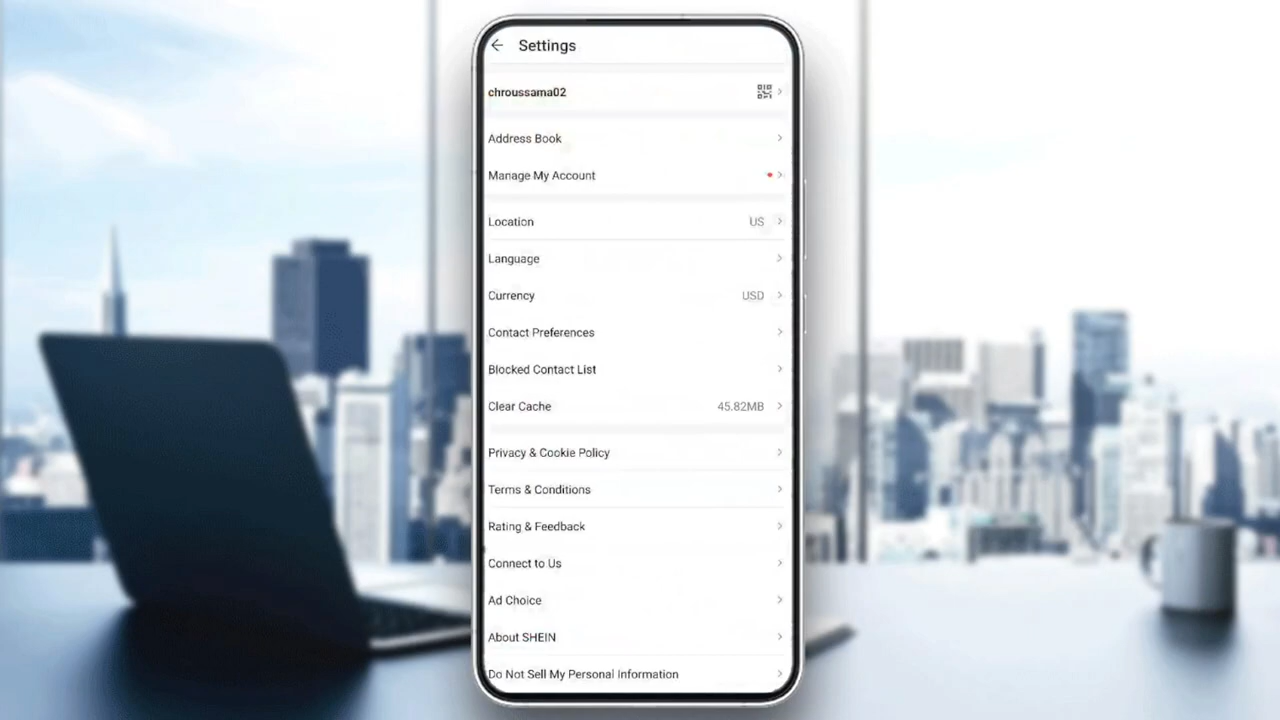 Settings
chroussama02
Address Book
Manage My Account
Location US
Language
Currency USD
Contact Preferences
Blocked Contact List
Clear Cache 45.82MB
Privacy & Cookie Policy
Terms & Conditions
Rating & Feedback
Connect to Us
Ad Choice
About SHEIN
Do Not Sell My Personal Information